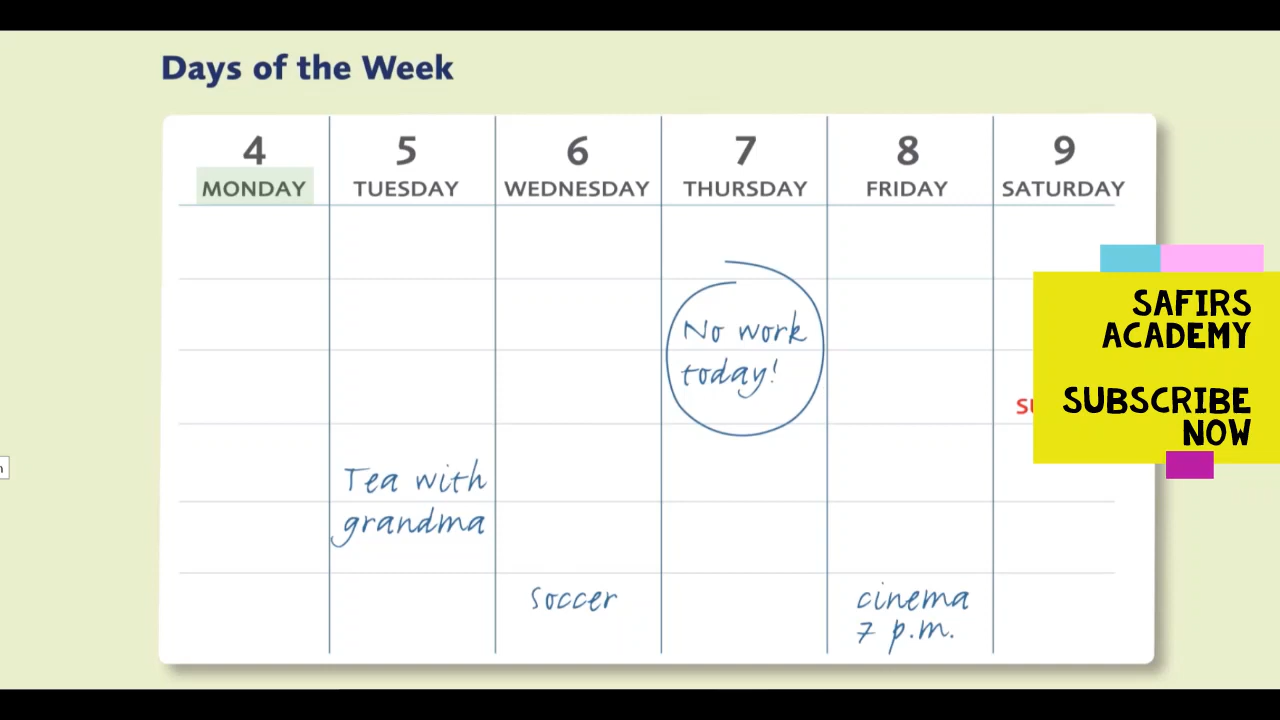 Days of the Week
4
MONDAY
5
TUESDAY
6
WEDNESDAY
7
THURSDAY
8
FRIDAY
9
SATURDAY
No work
today!
Tea with
grandma
soccer
cinema
7 p.m.
SAFIRS
ACADEMY
SUBSCRIBE
NOW